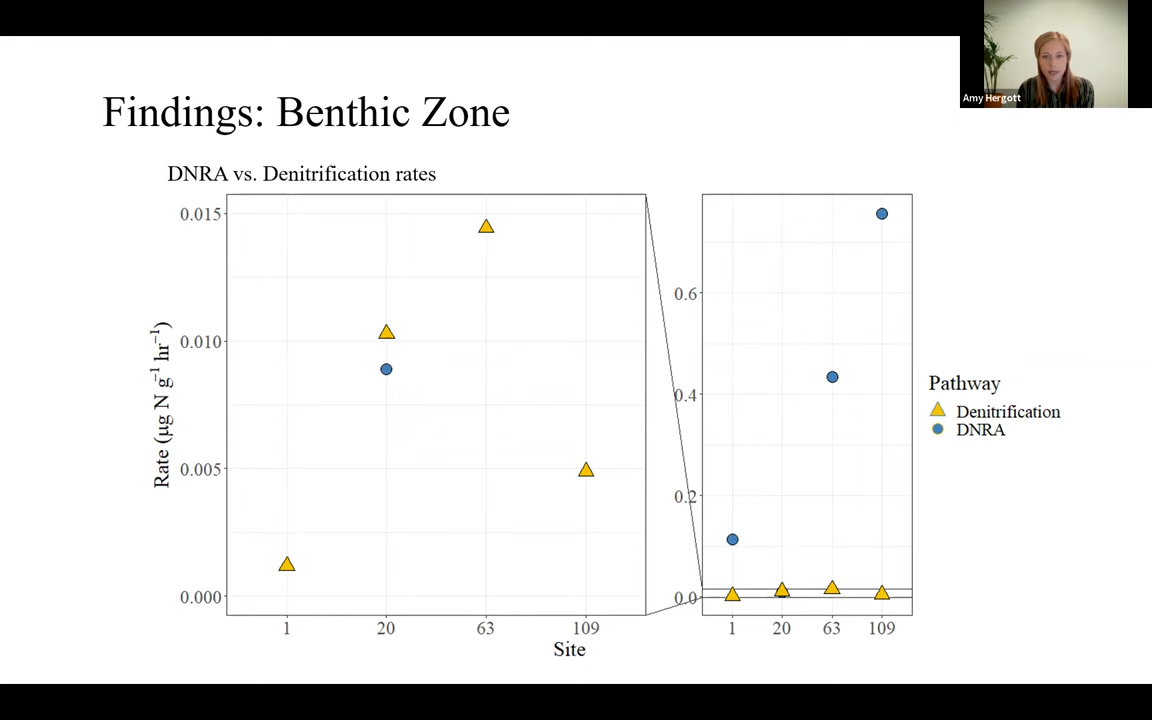 Amy Hergott
Findings: Benthic Zone
DNRA vs. Denitrification rates
Rate (μg N g⁻¹ hr⁻¹)
0.015
0.010
0.005
0.000
1 20 63 109
0.6
0.4
0.2
0.0
1 20 63 109
Site
Pathway
Denitrification
DNRA